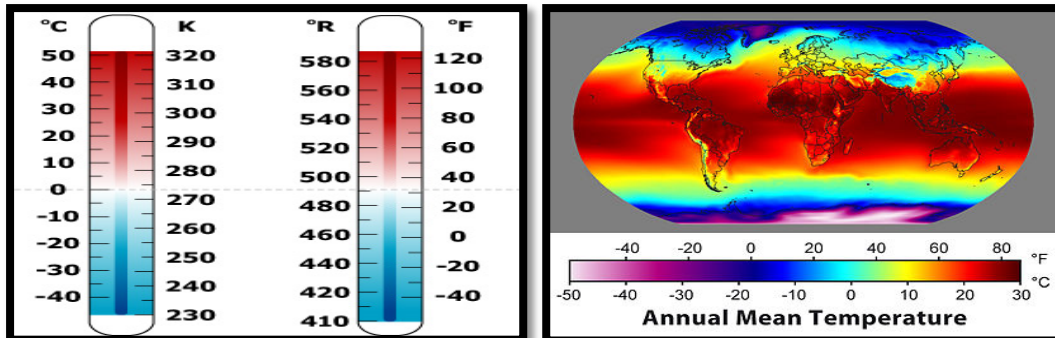 °C K °R °F
50 320 580 120
40 310 560 100
30 300 540 80
20 290 520 60
10 280 500 40
0 270 480 20
-10 260 460 0
-20 250 440 -20
-30 240 420 -40
-40 230 410
-40 -20 0 20 40 60 80 °F
-50 -40 -30 -20 -10 0 10 20 30 °C
Annual Mean Temperature